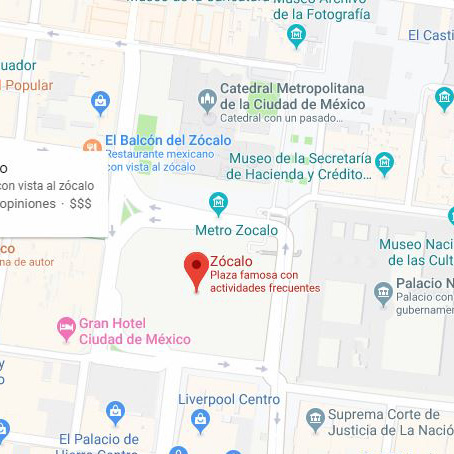 Museo de la Caricatura
Museo Archivo
de la Fotografía
El Casti
uador
Popular
Catedral Metropolitana
de la Ciudad de México
Catedral con un pasado...
El Balcón del Zócalo
Restaurante mexicano
con vista al zócalo
Museo de la Secretaría
de Hacienda y Crédito...
o
con vista al zócalo
opiniones · $$$
Metro Zocalo
Museo Nac
de las Cult
co
na de autor
Zócalo
Plaza famosa con
actividades frecuentes
Palacio N
Palacio con
gubernamen
Gran Hotel
Ciudad de México
y
Liverpool Centro
Suprema Corte de
Justicia de La Nació
El Palacio de
Hierro Centro